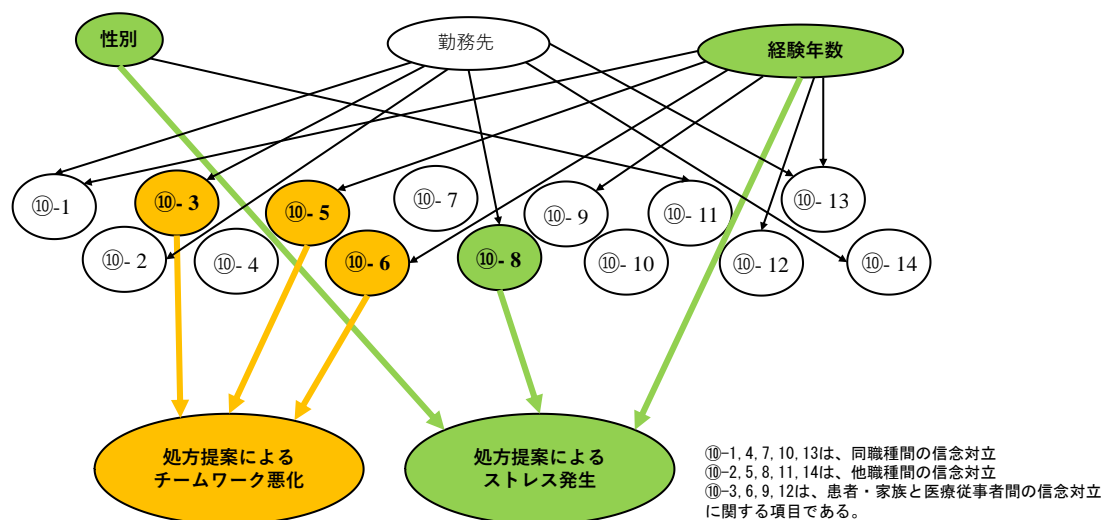 性別
勤務先
経験年数
⑩-1
⑩- 2
⑩- 3
⑩- 4
⑩- 5
⑩- 6
⑩- 7
⑩- 8
⑩- 9
⑩- 10
⑩- 11
⑩- 12
⑩- 13
⑩- 14
処方提案による
チームワーク悪化
処方提案による
ストレス発生
⑩-1, 4, 7, 10, 13は、同職種間の信念対立
⑩-2, 5, 8, 11, 14は、他職種間の信念対立
⑩-3, 6, 9, 12は、患者・家族と医療従事者間の信念対立
に関する項目である。